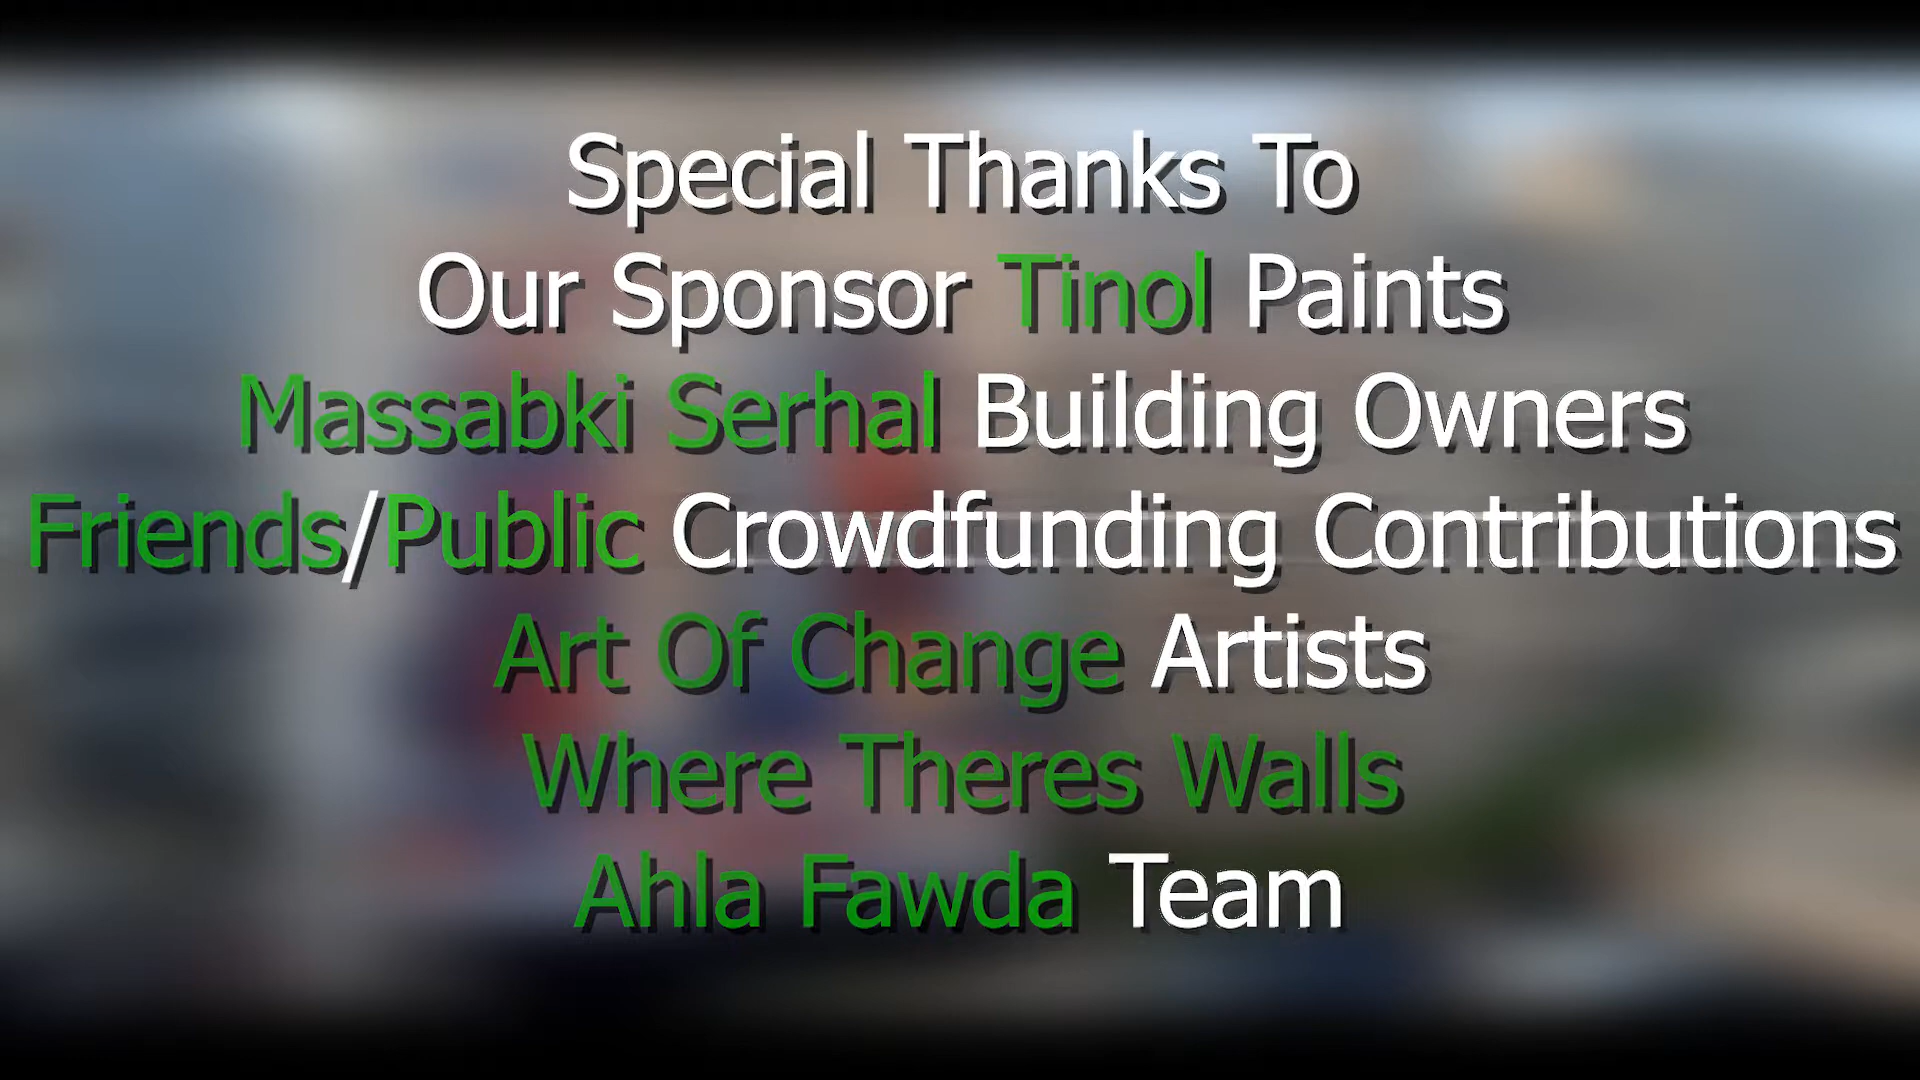 Special Thanks To
Our Sponsor Tinol Paints
Massabki Serhal Building Owners
Friends/Public Crowdfunding Contributions
Art Of Change Artists
Where Theres Walls
Ahla Fawda Team